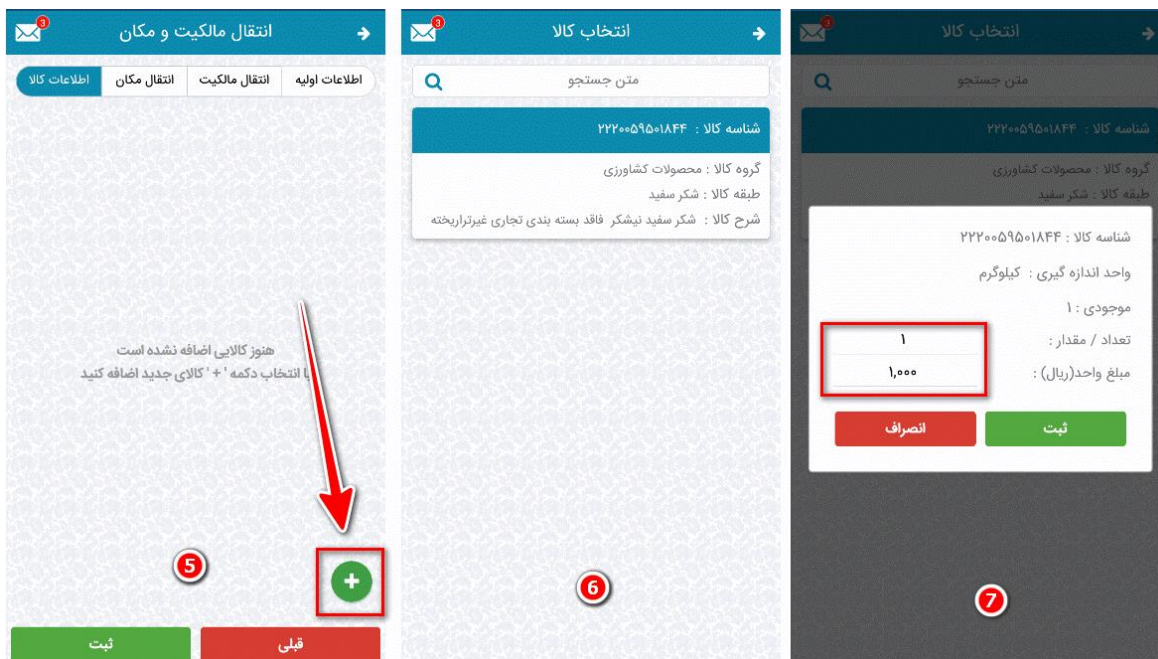 انتقال مالکیت و مکان
3
اطلاعات اولیه
انتقال مالکیت
انتقال مکان
اطلاعات کالا
هنوز کالایی اضافه نشده است
با انتخاب دکمه ' + ' کالای جدید اضافه کنید
5
+
قبلی
ثبت
انتخاب کالا
3
متن جستجو
شناسه کالا : ۲۲۲۰۰۵۹۵۰۱۸۴۴
گروه کالا : محصولات کشاورزی
طبقه کالا : شکر سفید
شرح کالا : شکر سفید نیشکر فاقد بسته بندی تجاری غیرتراریخته
6
انتخاب کالا
3
متن جستجو
شناسه کالا : ۲۲۲۰۰۵۹۵۰۱۸۴۴
گروه کالا : محصولات کشاورزی
طبقه کالا : شکر سفید
شناسه کالا : ۲۲۲۰۰۵۹۵۰۱۸۴۴
واحد اندازه گیری : کیلوگرم
موجودی : ۱
تعداد / مقدار : ۱
مبلغ واحد(ریال) : ۱,۰۰۰
ثبت
انصراف
7